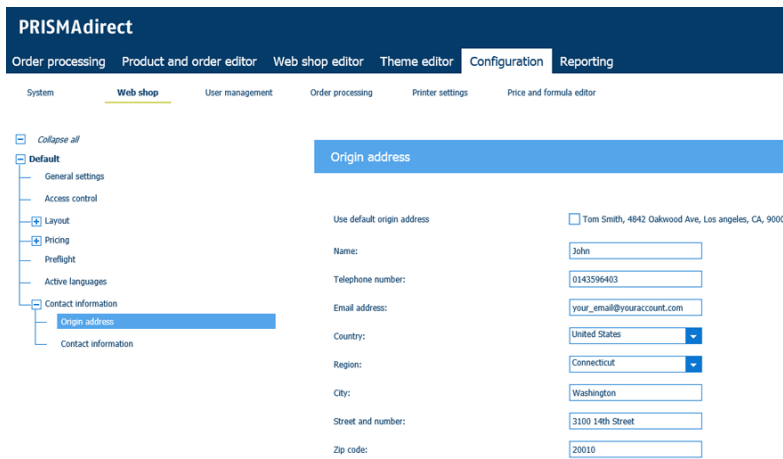 PRISMAdirect
Order processing Product and order editor Web shop editor Theme editor Configuration Reporting
System Web shop User management Order processing Printer settings Price and formula editor
Collapse all
Default
General settings
Access control
Layout
Pricing
Preflight
Active languages
Contact information
Origin address
Contact information
Origin address
Use default origin address Tom Smith, 4842 Oakwood Ave, Los angeles, CA, 9000
Name: John
Telephone number: 0143596403
Email address: your_email@youraccount.com
Country: United States
Region: Connecticut
City: Washington
Street and number: 3100 14th Street
Zip code: 20010